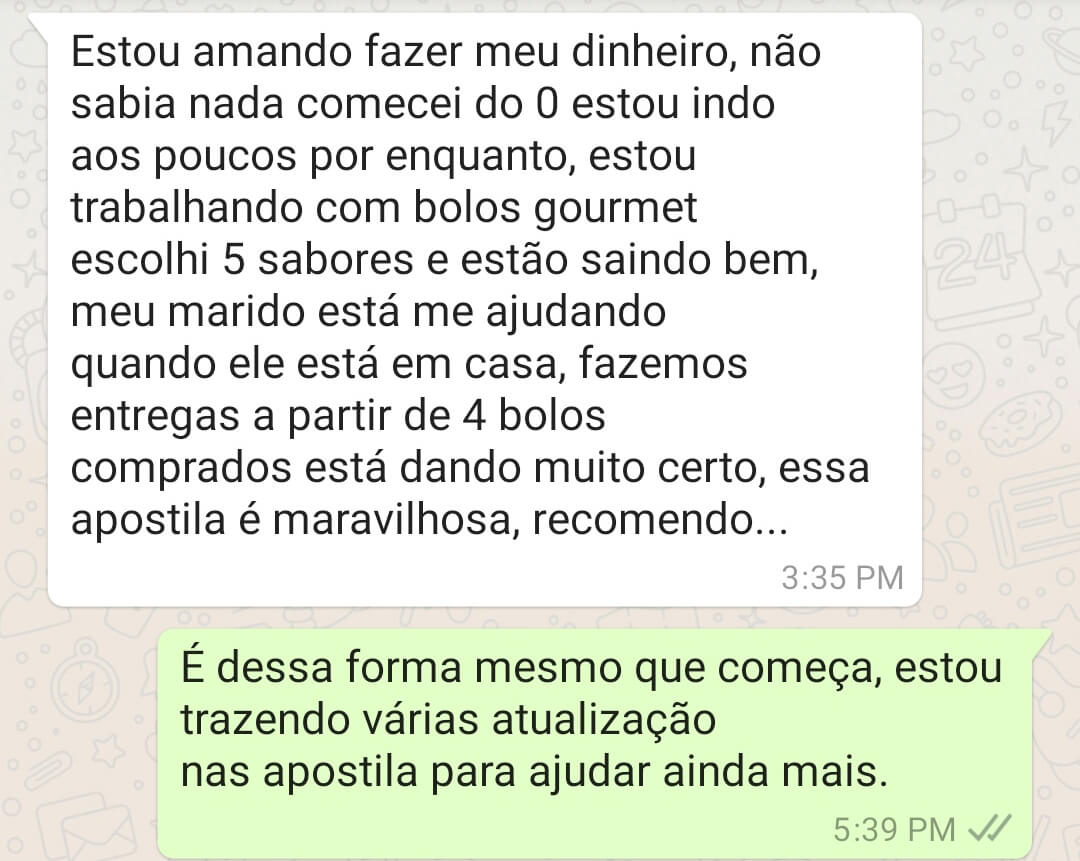 Estou amando fazer meu dinheiro, não
sabia nada comecei do 0 estou indo
aos poucos por enquanto, estou
trabalhando com bolos gourmet
escolhi 5 sabores e estão saindo bem,
meu marido está me ajudando
quando ele está em casa, fazemos
entregas a partir de 4 bolos
comprados está dando muito certo, essa
apostila é maravilhosa, recomendo...
3:35 PM
É dessa forma mesmo que começa, estou
trazendo várias atualização
nas apostila para ajudar ainda mais.
5:39 PM
24